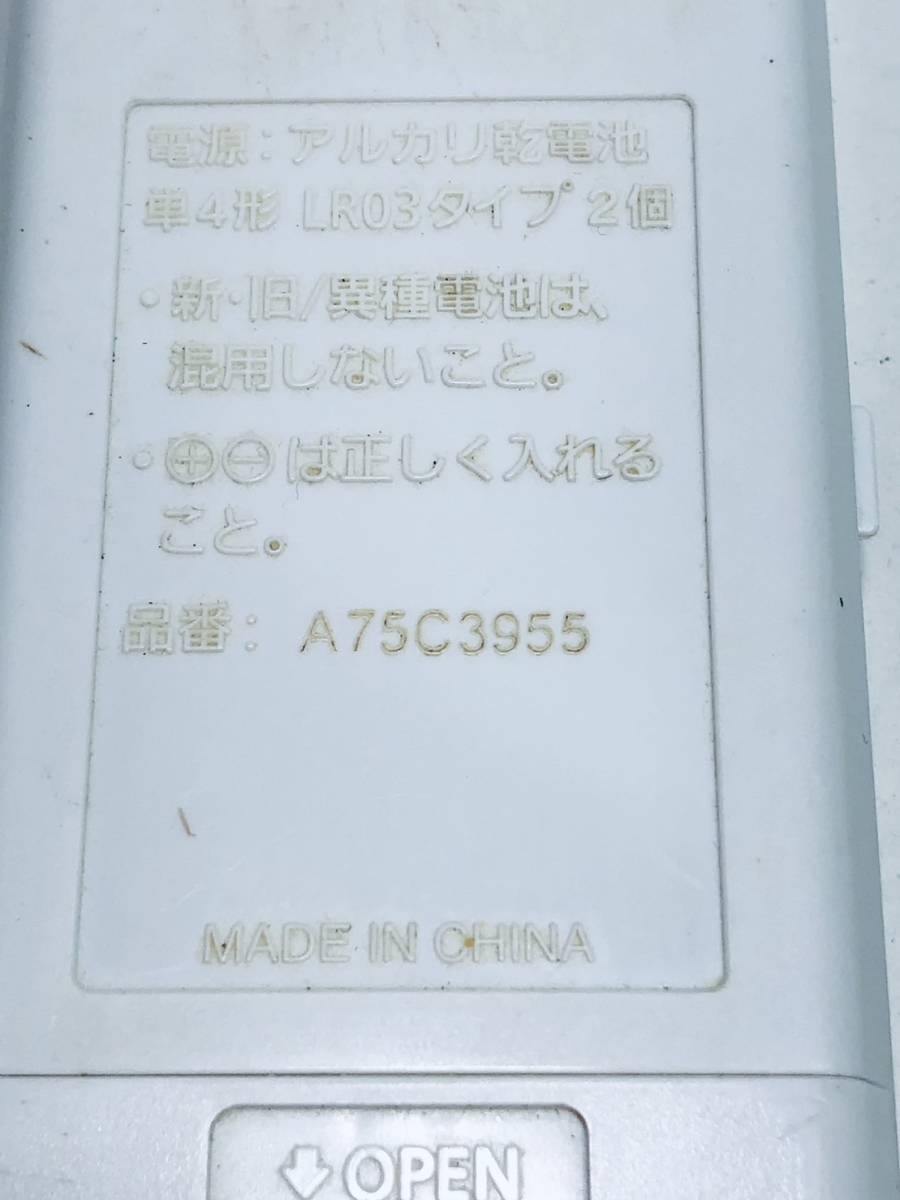 電源：アルカリ乾電池
単4形 LR03タイプ 2個
・新・旧/異種電池は、
混用しないこと。
・⊕⊖は正しく入れる
こと。
品番： A75C3955
MADE IN CHINA
↓OPEN